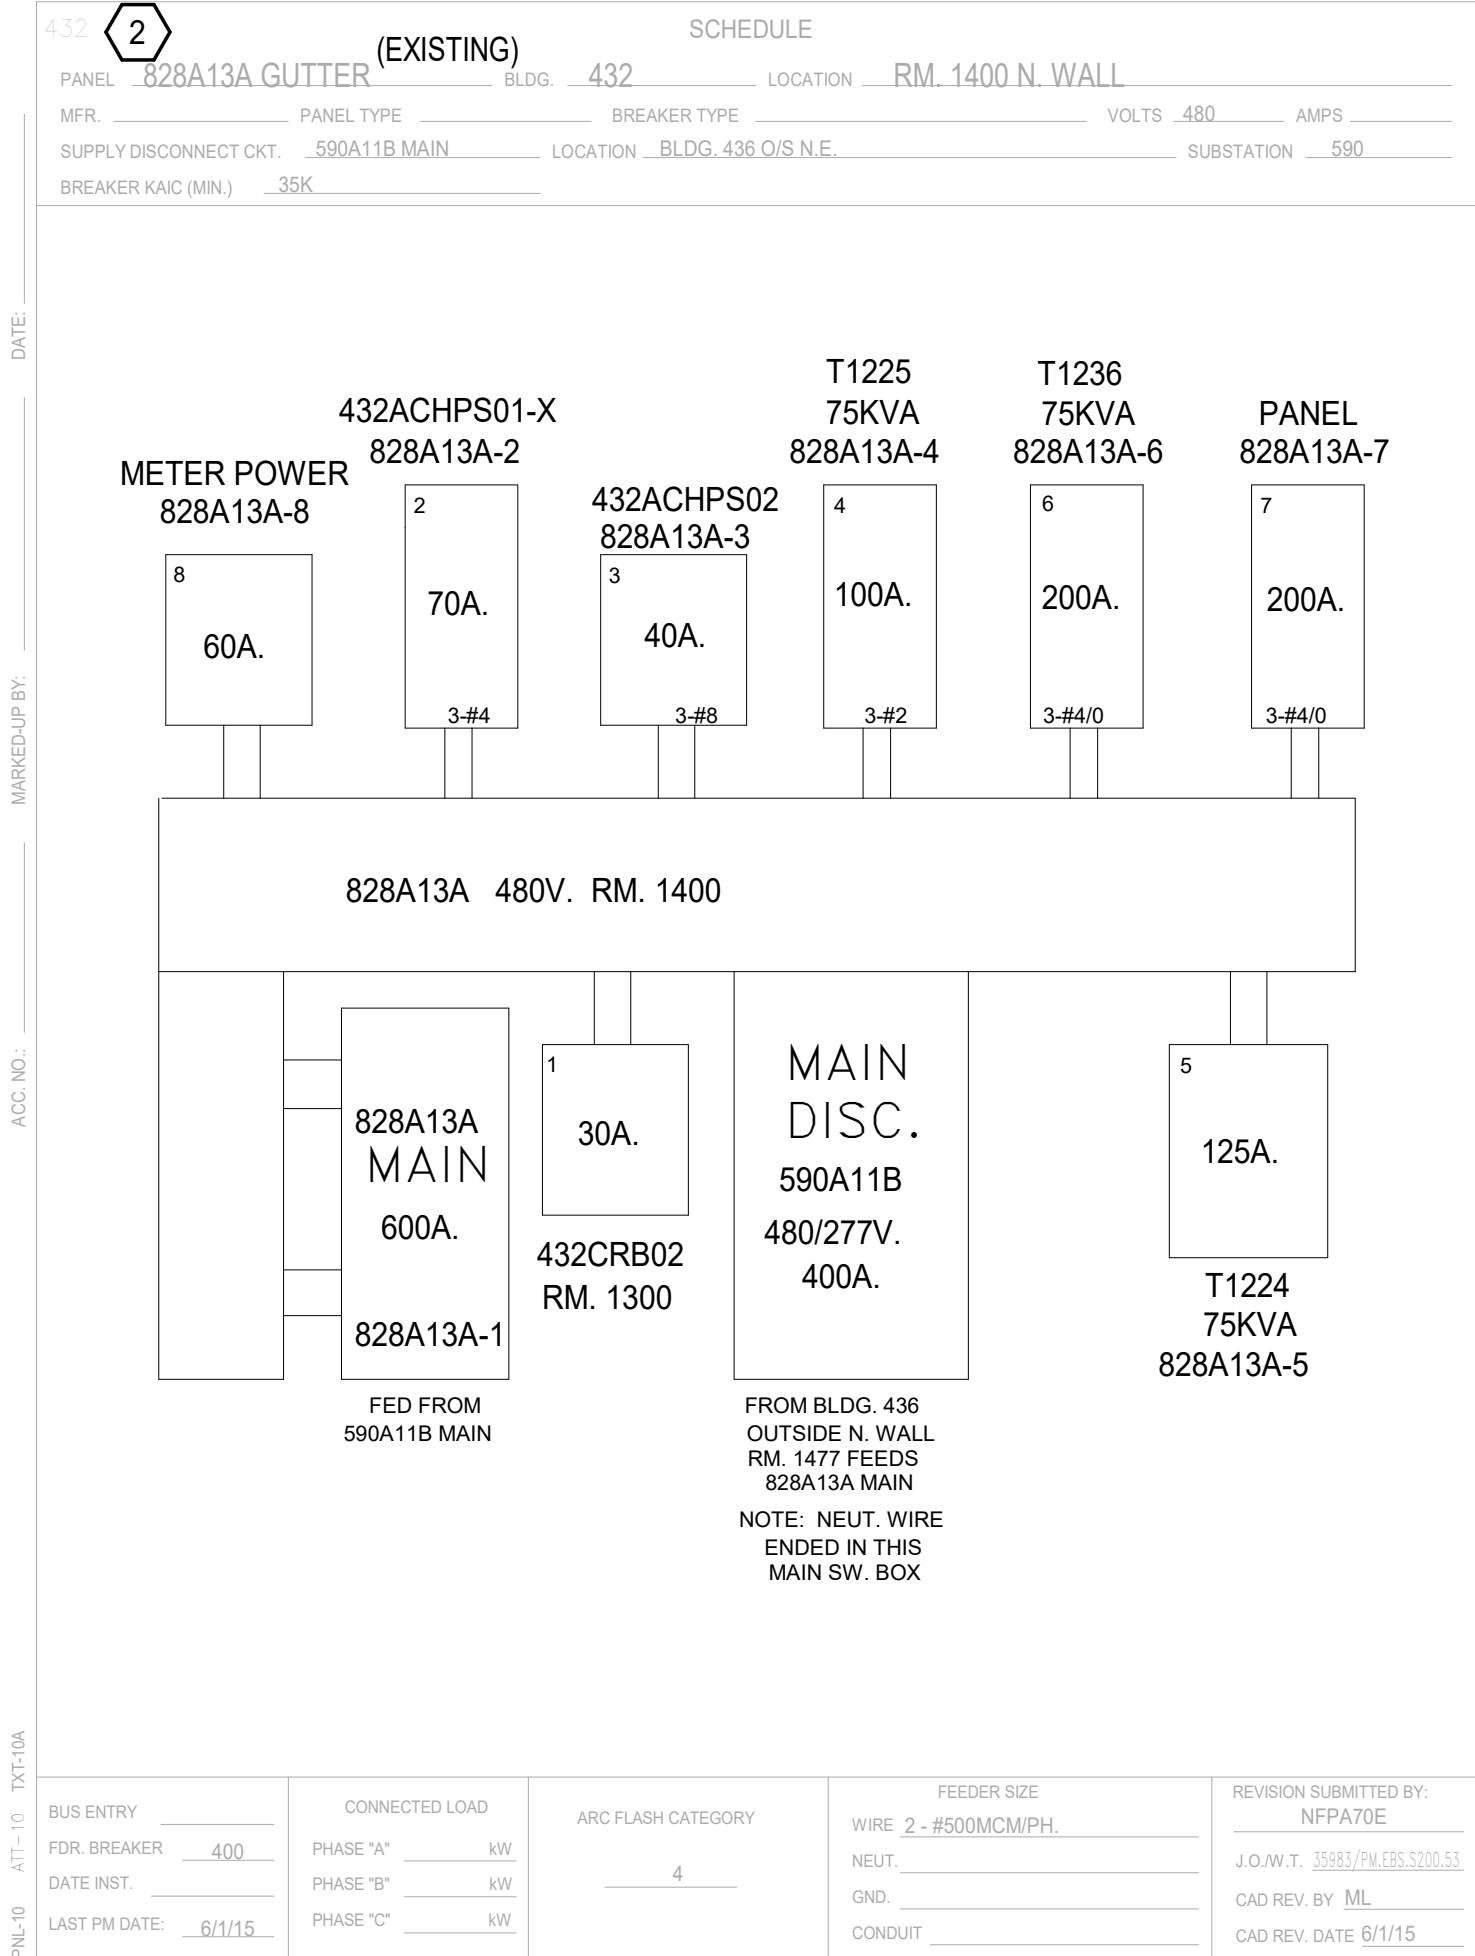 432
2
(EXISTING)
SCHEDULE
PANEL 828A13A GUTTER BLDG. 432 LOCATION RM. 1400 N. WALL
MFR. PANEL TYPE BREAKER TYPE VOLTS 480 AMPS
SUPPLY DISCONNECT CKT. 590A11B MAIN LOCATION BLDG. 436 O/S N.E. SUBSTATION 590
BREAKER KAIC (MIN.) 35K
DATE:
MARKED-UP BY:
ACC. NO.:
PNL-10 ATT-10 TXT-10A
METER POWER
828A13A-8
8
60A.
432ACHPS01-X
828A13A-2
2
70A.
3-#4
432ACHPS02
828A13A-3
3
40A.
3-#8
T1225
75KVA
828A13A-4
4
100A.
3-#2
T1236
75KVA
828A13A-6
6
200A.
3-#4/0
PANEL
828A13A-7
7
200A.
3-#4/0
828A13A 480V. RM. 1400
828A13A
MAIN
600A.
828A13A-1
FED FROM
590A11B MAIN
1
30A.
432CRB02
RM. 1300
MAIN
DISC.
590A11B
480/277V.
400A.
FROM BLDG. 436
OUTSIDE N. WALL
RM. 1477 FEEDS
828A13A MAIN
NOTE: NEUT. WIRE
ENDED IN THIS
MAIN SW. BOX
5
125A.
T1224
75KVA
828A13A-5
BUS ENTRY
FDR. BREAKER 400
DATE INST.
LAST PM DATE: 6/1/15
CONNECTED LOAD
PHASE "A" kW
PHASE "B" kW
PHASE "C" kW
ARC FLASH CATEGORY
4
FEEDER SIZE
WIRE 2 - #500MCM/PH.
NEUT.
GND.
CONDUIT
REVISION SUBMITTED BY:
NFPA70E
J.O./W.T. 35983/PM.EBS.S200.53
CAD REV. BY ML
CAD REV. DATE 6/1/15